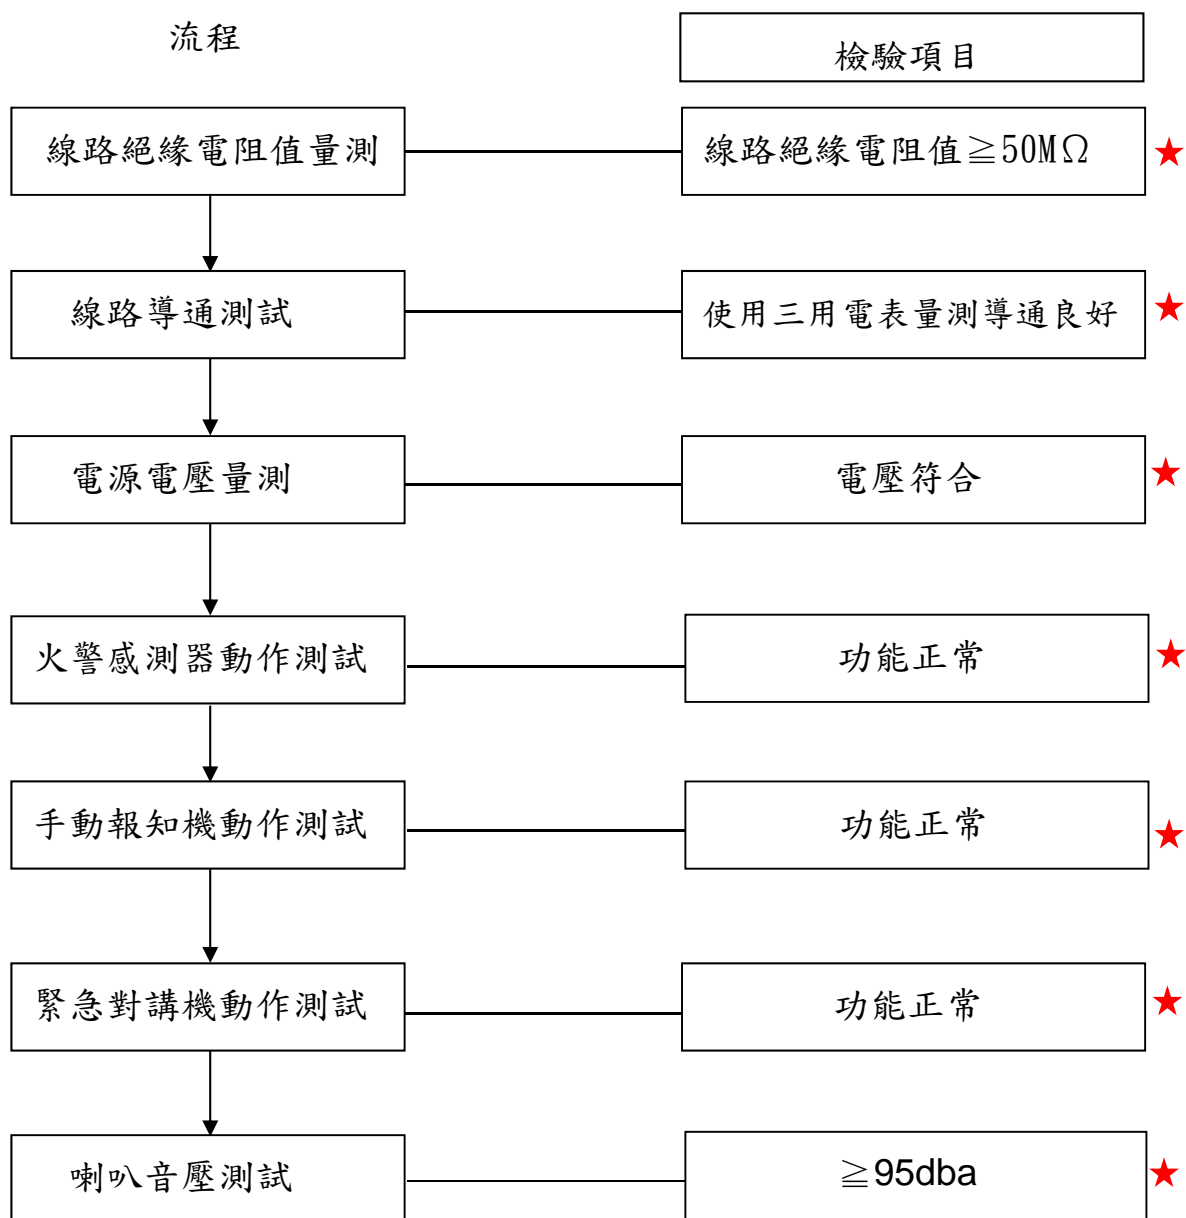 流程
檢驗項目
線路絕緣電阻值量測
線路絕緣電阻值≧50MΩ
線路導通測試
使用三用電表量測導通良好
電源電壓量測
電壓符合
火警感測器動作測試
功能正常
手動報知機動作測試
功能正常
緊急對講機動作測試
功能正常
喇叭音壓測試
≧95dba